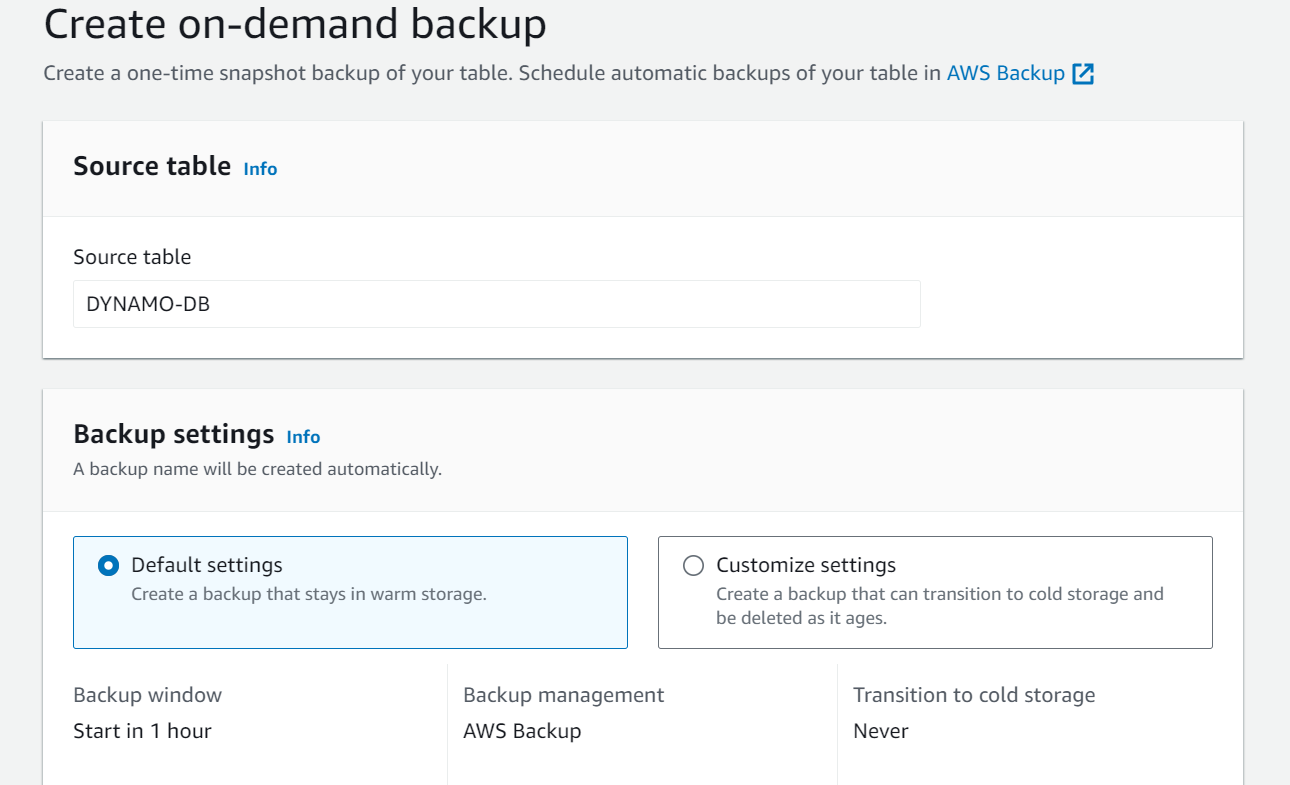 Create on-demand backup
Create a one-time snapshot backup of your table. Schedule automatic backups of your table in AWS Backup
Source table Info
Source table
DYNAMO-DB
Backup settings Info
A backup name will be created automatically.
Default settings
Create a backup that stays in warm storage.
Customize settings
Create a backup that can transition to cold storage and
be deleted as it ages.
Backup window
Start in 1 hour
Backup management
AWS Backup
Transition to cold storage
Never